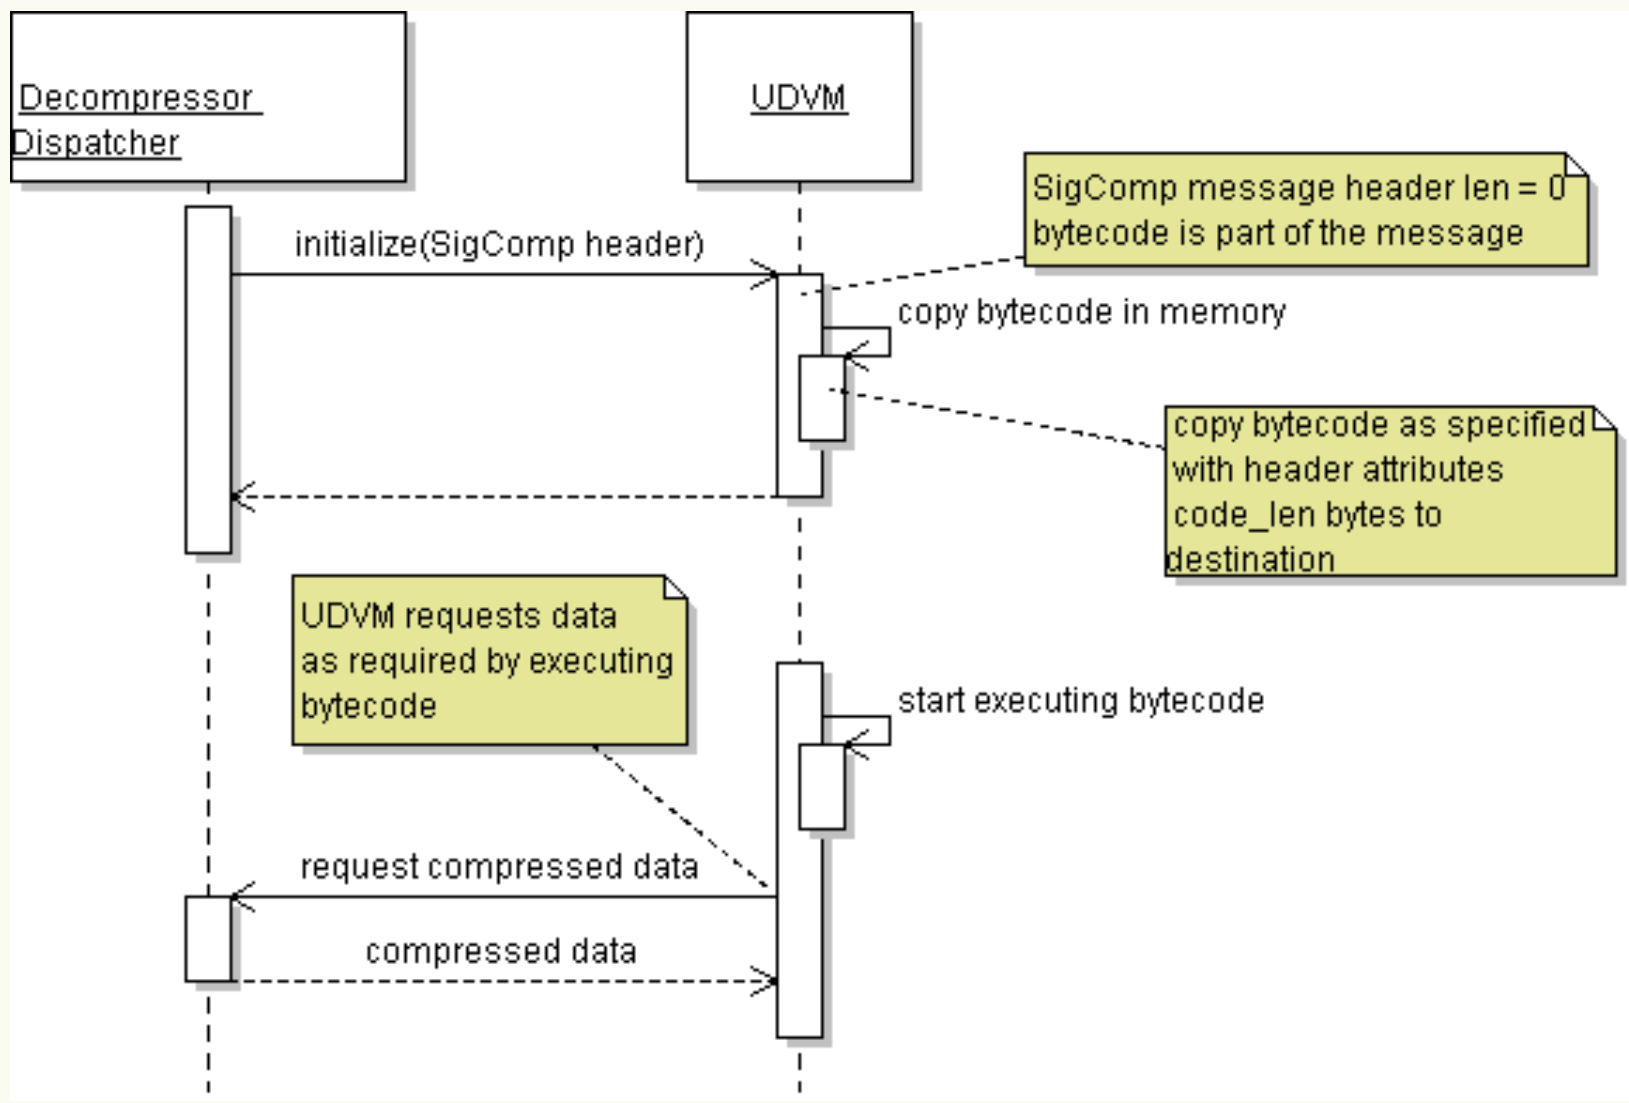 Decompressor
Dispatcher
UDVM
SigComp message header len = 0
bytecode is part of the message
initialize(SigComp header)
copy bytecode in memory
copy bytecode as specified
with header attributes
code_len bytes to
destination
UDVM requests data
as required by executing
bytecode
start executing bytecode
request compressed data
compressed data